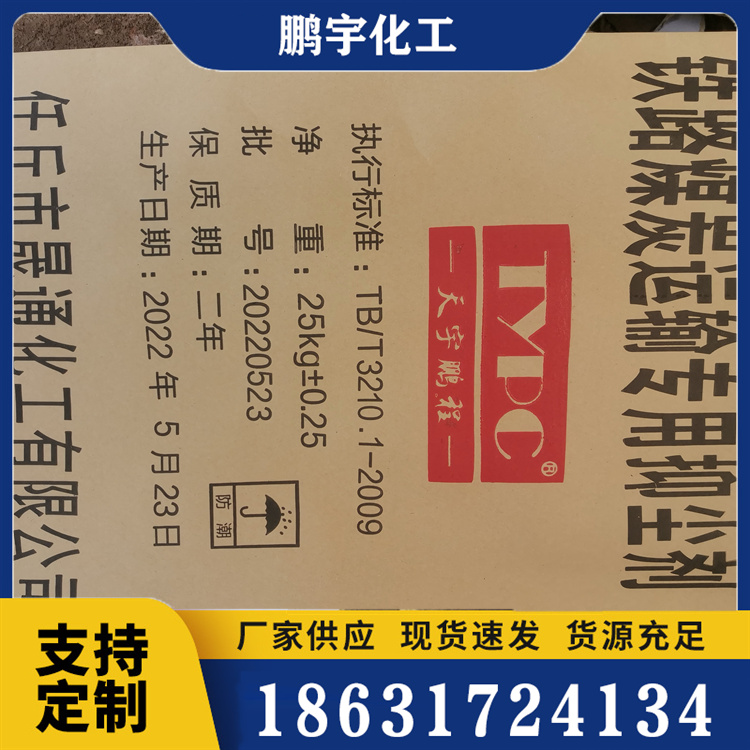 鹏宇化工
铁路煤炭运输专用抑尘剂
TYPC®
天宇鹏程
执行标准：TB/T3210.1-2009
净 重：25kg±0.25
批 号：20220523
保 质 期：二年
生产日期：2022 年 5 月 23日
防潮
任丘市晟通化工有限公司
支持定制
厂家供应 现货速发 货源充足
18631724134